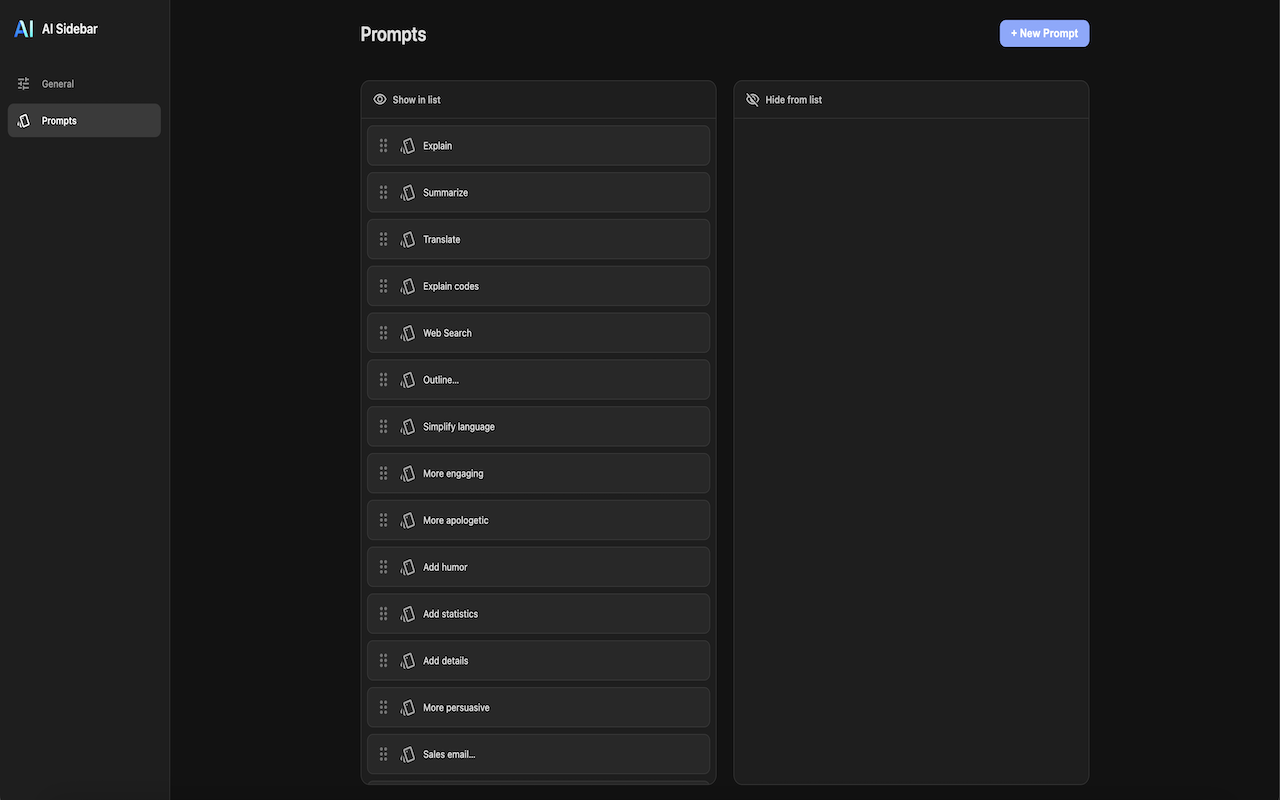 AI AI Sidebar
General
Prompts
Prompts
+ New Prompt
Show in list
Explain
Summarize
Translate
Explain codes
Web Search
Outline...
Simplify language
More engaging
More apologetic
Add humor
Add statistics
Add details
More persuasive
Sales email...
Hide from list